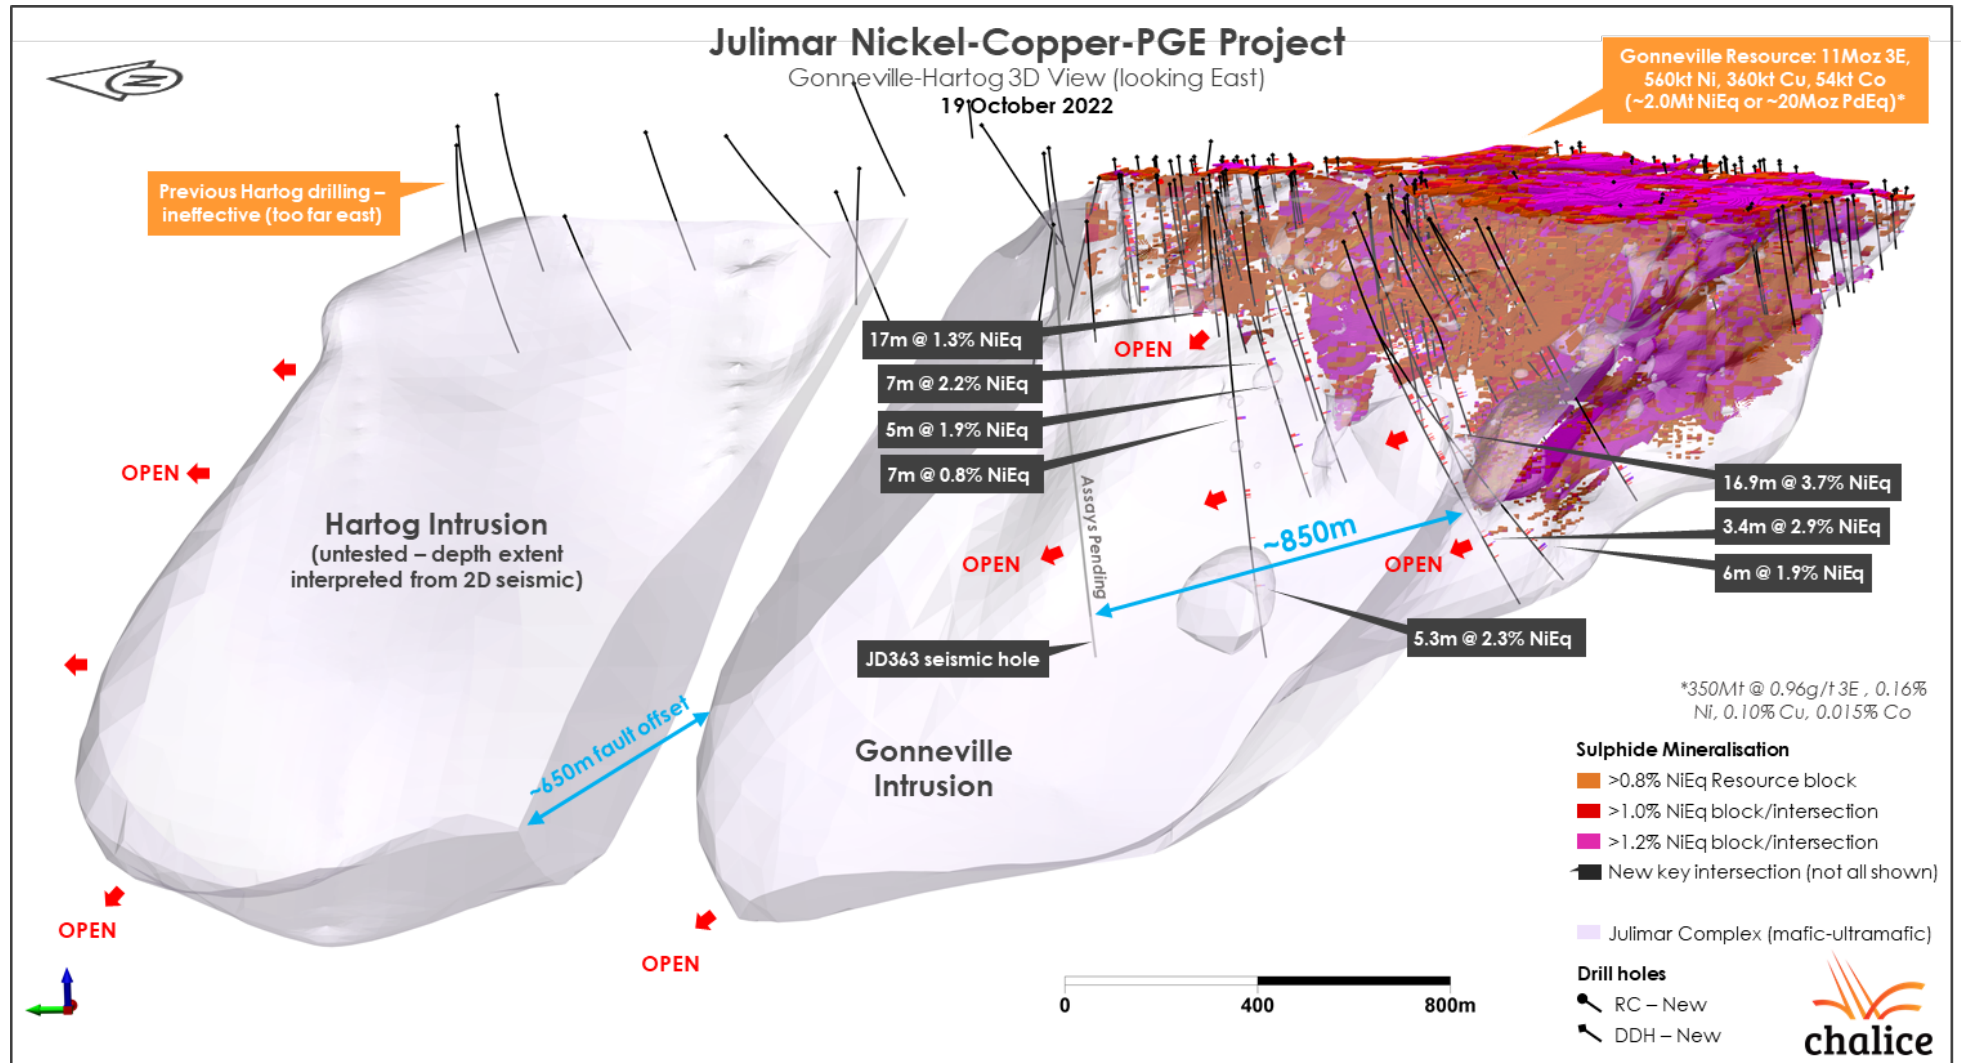 Julimar Nickel-Copper-PGE Project
Gonneville-Hartog 3D View (looking East)
19 October 2022
N
Gonneville Resource: 11Moz 3E,
560kt Ni, 360kt Cu, 54kt Co
(~2.0Mt NiEq or ~20Moz PdEq)*
Previous Hartog drilling –
ineffective (too far east)
17m @ 1.3% NiEq
7m @ 2.2% NiEq
5m @ 1.9% NiEq
7m @ 0.8% NiEq
OPEN
OPEN
Assays Pending
~850m
16.9m @ 3.7% NiEq
3.4m @ 2.9% NiEq
6m @ 1.9% NiEq
Hartog Intrusion
(untested – depth extent
interpreted from 2D seismic)
OPEN
OPEN
5.3m @ 2.3% NiEq
JD363 seismic hole
~650m fault offset
Gonneville
Intrusion
*350Mt @ 0.96g/t 3E , 0.16%
Ni, 0.10% Cu, 0.015% Co
Sulphide Mineralisation
>0.8% NiEq Resource block
>1.0% NiEq block/intersection
>1.2% NiEq block/intersection
New key intersection (not all shown)
Julimar Complex (mafic-ultramafic)
OPEN
OPEN
0
400
800m
Drill holes
RC – New
DDH – New
chalice